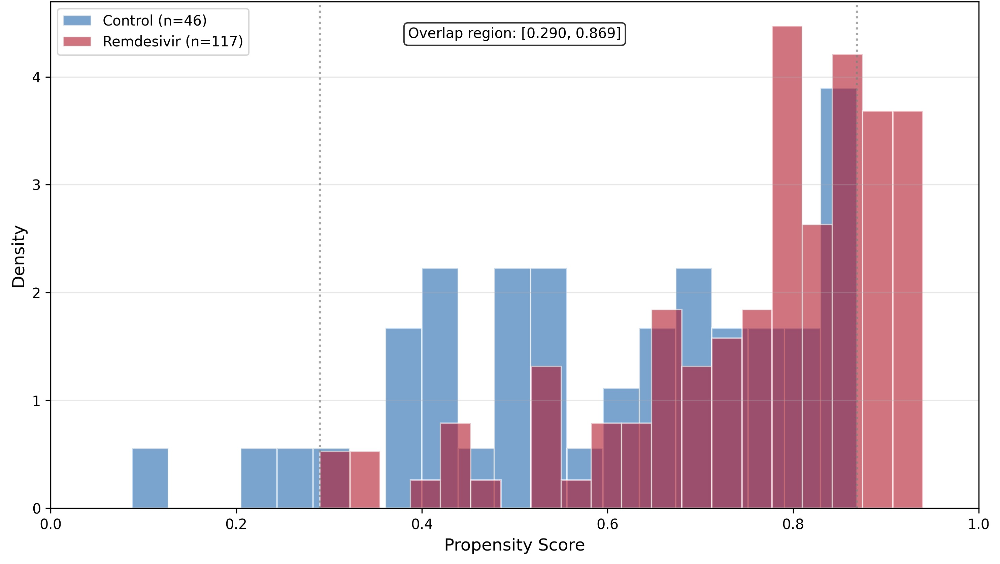 Control (n=46)
Remdesivir (n=117)
Overlap region: [0.290, 0.869]
Density
4
3
2
1
0
0.0 0.2 0.4 0.6 0.8 1.0
Propensity Score